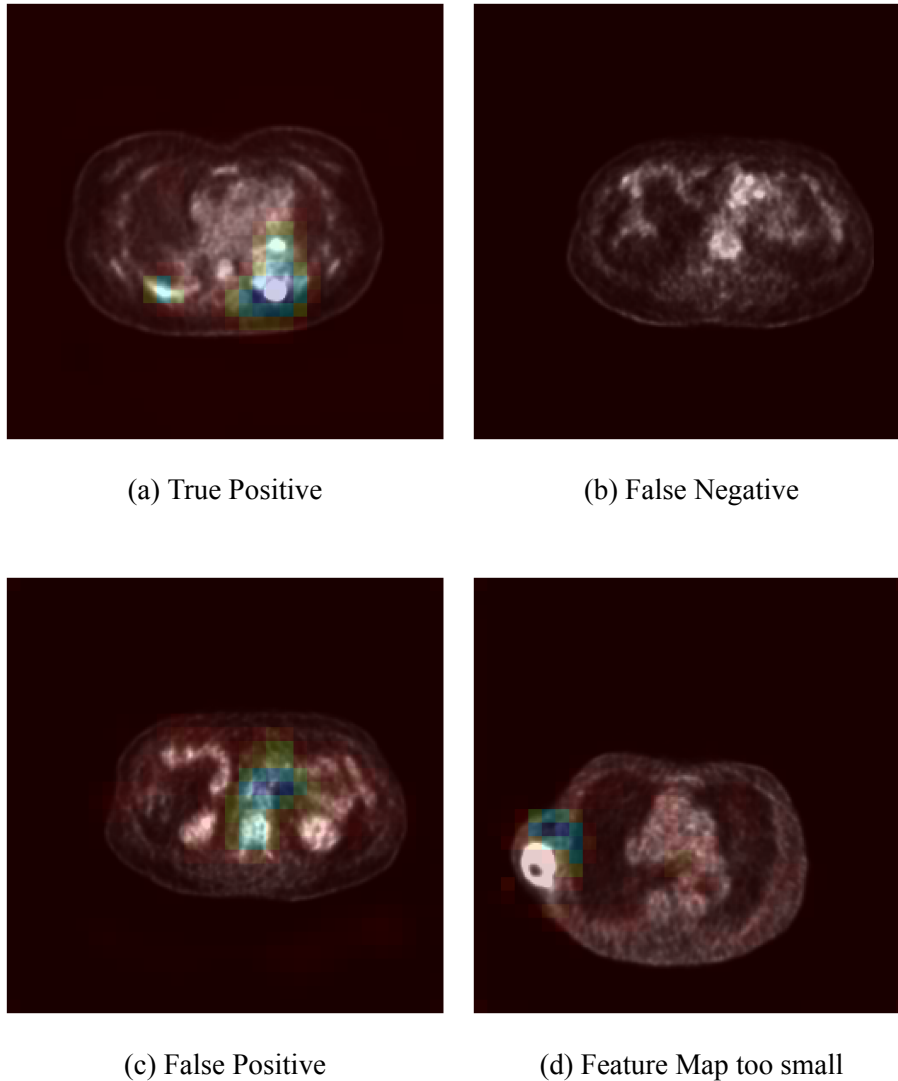 (a) True Positive
(b) False Negative
(c) False Positive
(d) Feature Map too small